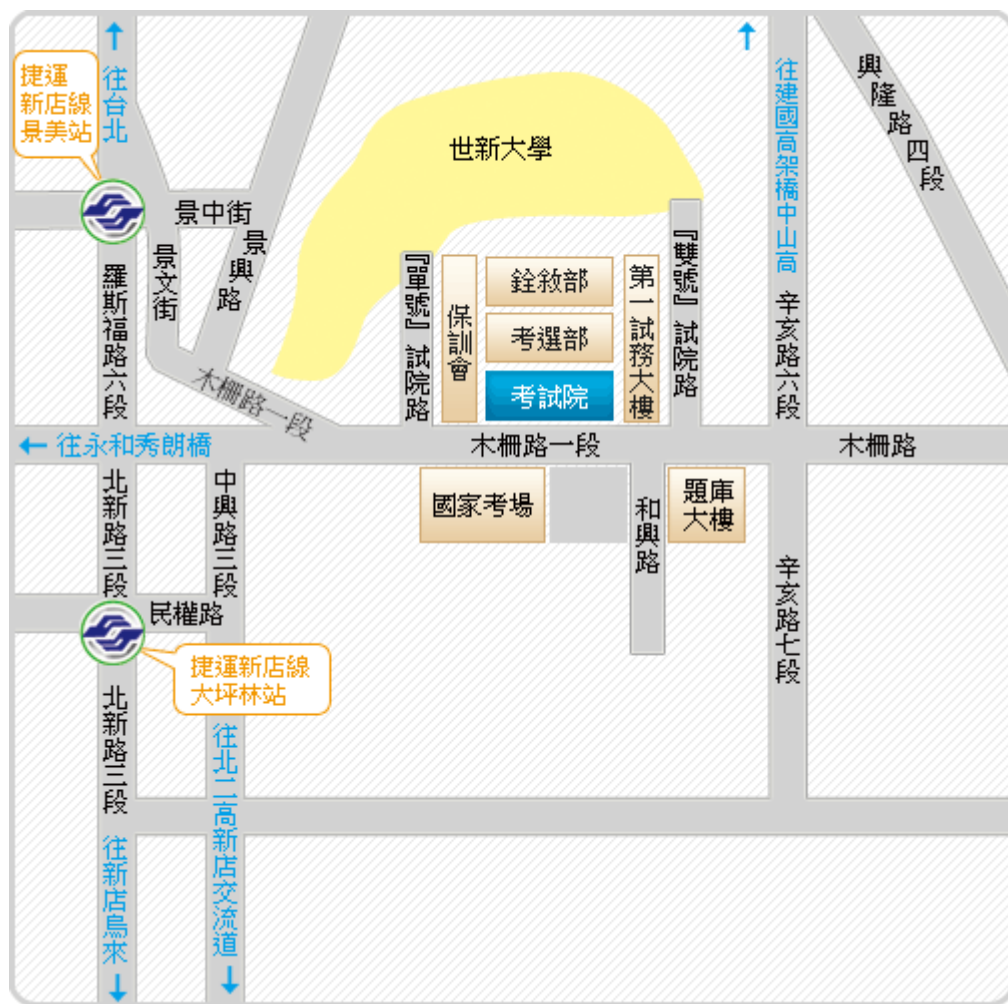 捷運
新店線
景美站
往台北
往建國高架橋中山高
興隆路四段
世新大學
景中街
景文街
景興路
羅斯福路六段
『單號』試院路
保訓會
銓敘部
考選部
考試院
第一試務大樓
『雙號』試院路
辛亥路六段
木柵路一段
往永和秀朗橋
木柵路一段
木柵路
北新路三段
中興路三段
國家考場
和興路
題庫
大樓
辛亥路七段
民權路
捷運新店線
大坪林站
北新路三段
往北二高新店交流道
往新店烏來